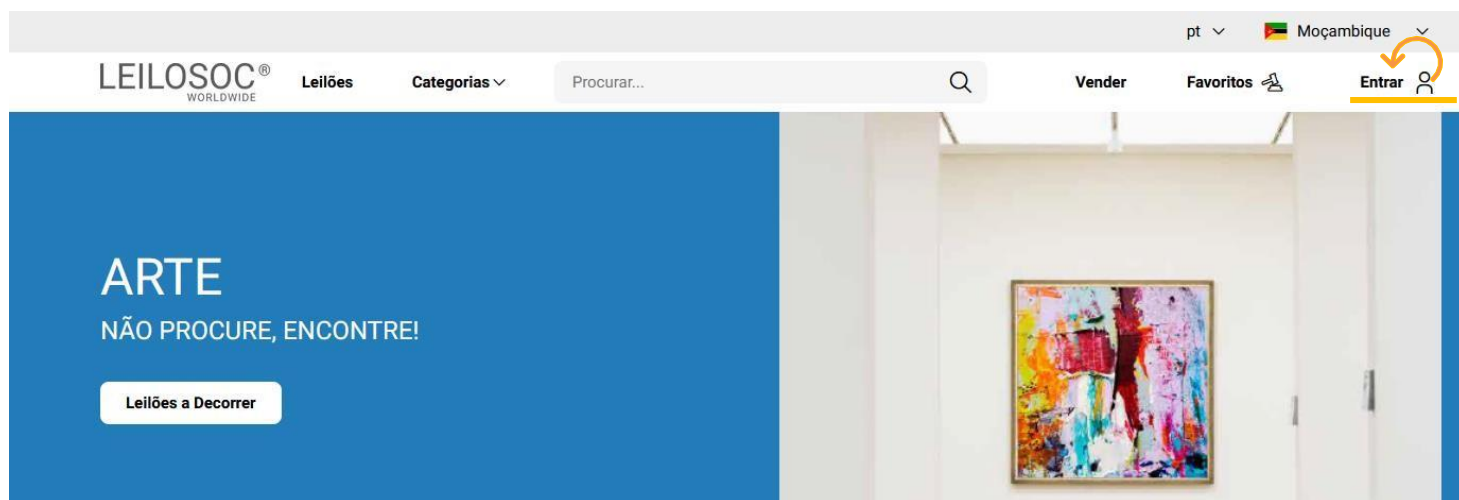 pt Moçambique
LEILOSOC® Leilões Categorias Procurar... Vender Favoritos Entrar
WORLDWIDE
ARTE
NÃO PROCURE, ENCONTRE!
Leilões a Decorrer